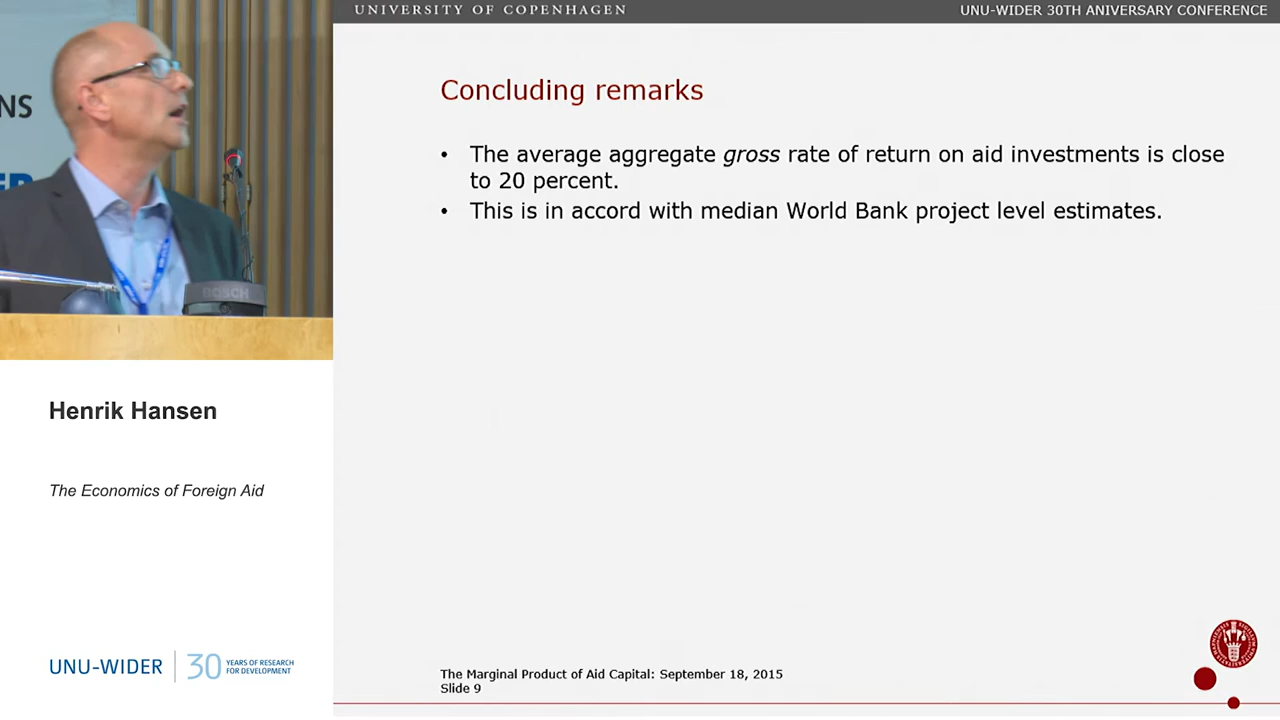 UNIVERSITY OF COPENHAGEN
UNU-WIDER 30TH ANIVERSARY CONFERENCE
NS
BOSCH
Henrik Hansen
The Economics of Foreign Aid
UNU-WIDER
30 YEARS OF RESEARCH
FOR DEVELOPMENT
Concluding remarks
• The average aggregate gross rate of return on aid investments is close
to 20 percent.
• This is in accord with median World Bank project level estimates.
The Marginal Product of Aid Capital: September 18, 2015
Slide 9